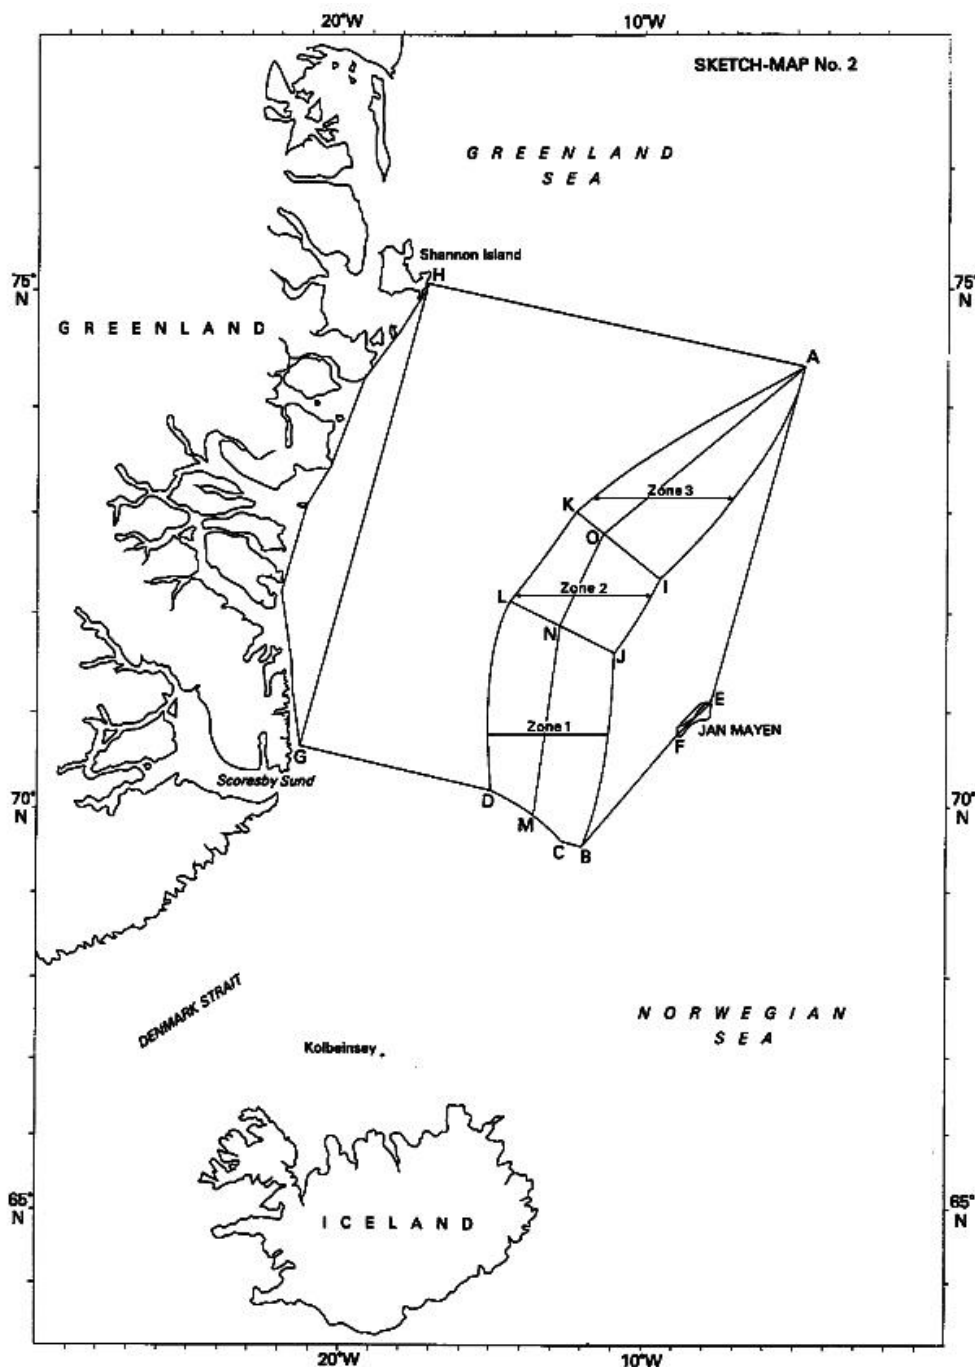 20°W 10°W
SKETCH-MAP No. 2
GREENLAND
SEA
Shannon Island
H
75°
N
75°
N
GREENLAND
A
Zone 3
K
O
I
Zone 2
L
N
J
E
JAN MAYEN
F
Zone 1
G
Scoresby Sund
D
70°
N
70°
N
M
C
B
DENMARK STRAIT
NORWEGIAN
SEA
Kolbeinsey
65°
N
65°
N
ICELAND
20°W 10°W